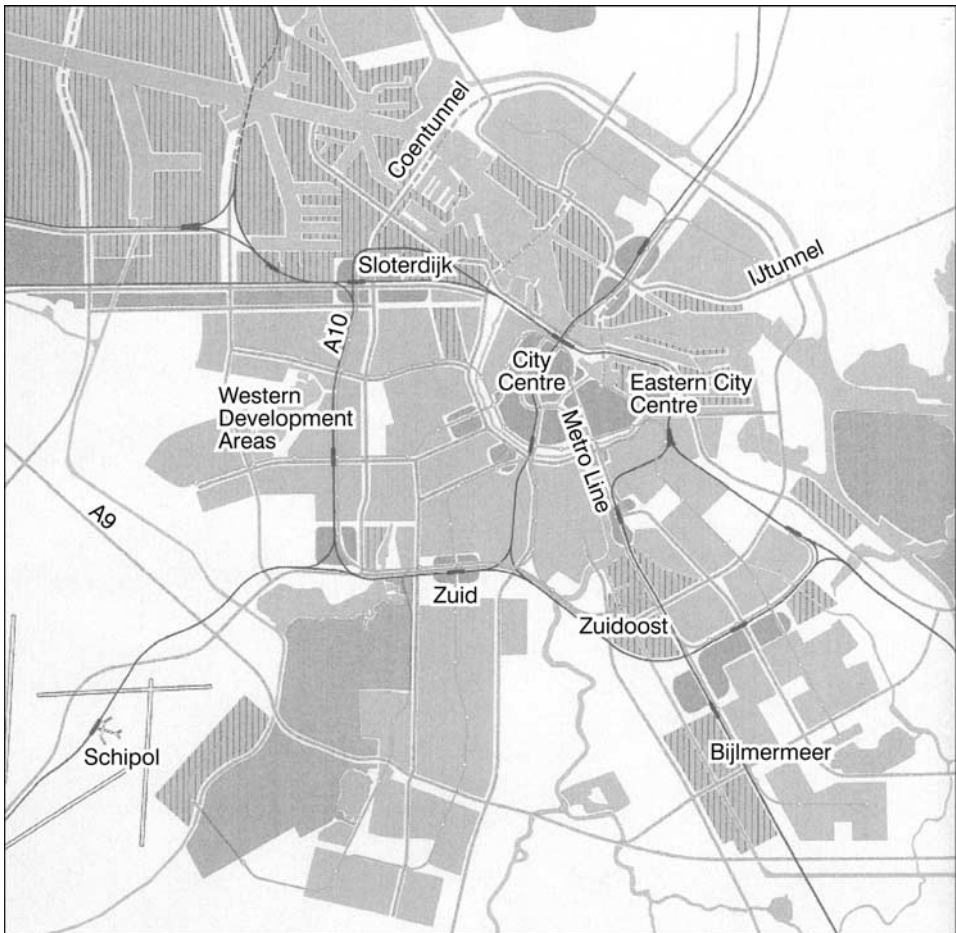 Coentunnel
IJtunnel
Sloterdijk
A10
City
Centre
Eastern City
Centre
Western
Development
Areas
Metro Line
A9
Zuid
Zuidoost
Schipol
Bijlmermeer